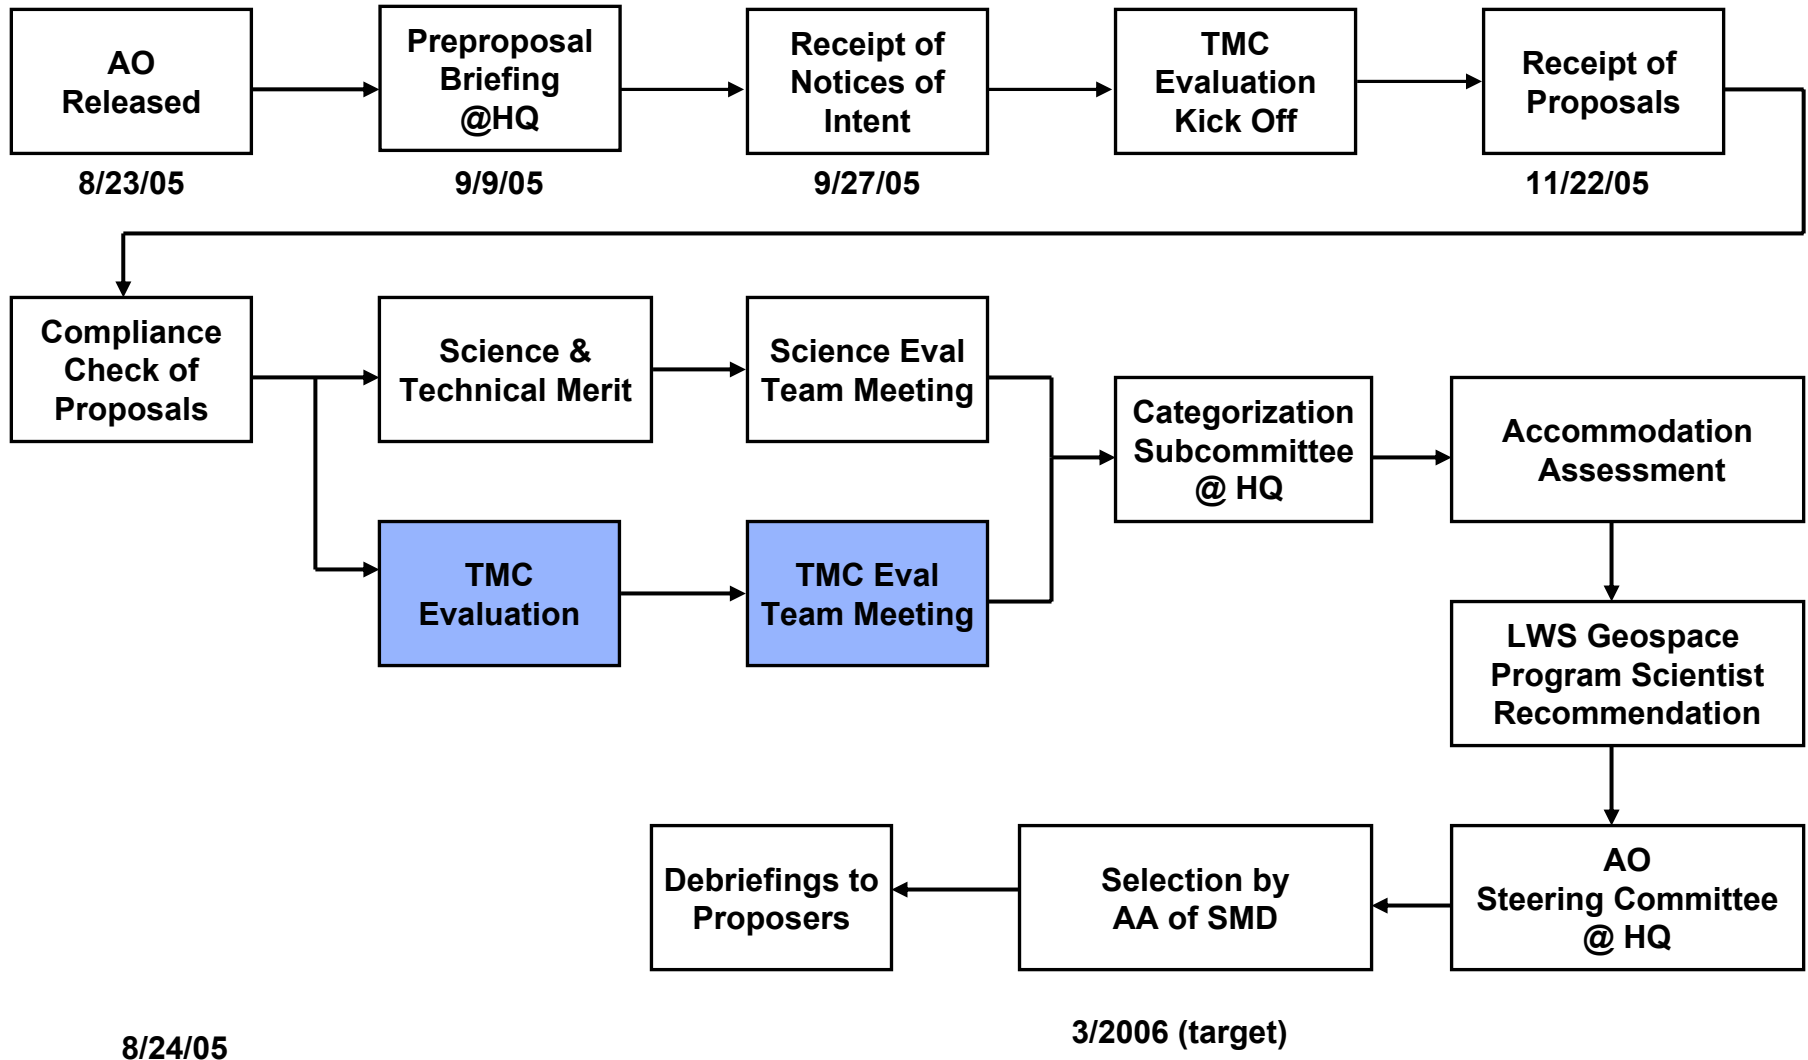 AO
Released
Preproposal
Briefing
@HQ
Receipt of
Notices of
Intent
TMC
Evaluation
Kick Off
Receipt of
Proposals
8/23/05
9/9/05
9/27/05
11/22/05
Compliance
Check of
Proposals
Science &
Technical Merit
Science Eval
Team Meeting
TMC
Evaluation
TMC Eval
Team Meeting
Categorization
Subcommittee
@ HQ
Accommodation
Assessment
LWS Geospace
Program Scientist
Recommendation
AO
Steering Committee
@ HQ
Selection by
AA of SMD
Debriefings to
Proposers
3/2006 (target)
8/24/05